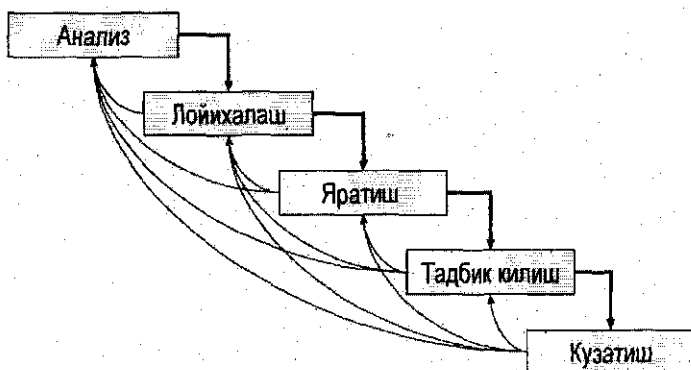 Анализ
Лойихалаш
Яратиш
Тадбик килиш
Кузатиш